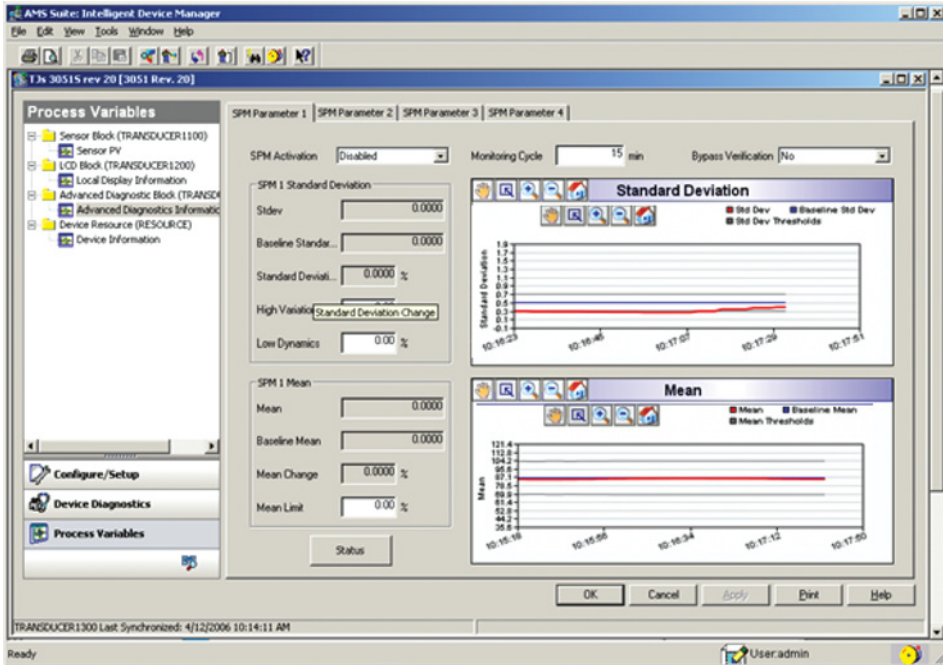 AMS Suite: Intelligent Device Manager
File Edit View Tools Window Help
TJs 3051S rev 20 [3051 Rev. 20]
Process Variables
Sensor Block (TRANSDUCER1100)
Sensor PV
LCD Block (TRANSDUCER1200)
Local Display Information
Advanced Diagnostic Block (TRANSD
Advanced Diagnostics Informatic
Device Resource (RESOURCE)
Device Information
Configure/Setup
Device Diagnostics
Process Variables
SPM Parameter 1 SPM Parameter 2 SPM Parameter 3 SPM Parameter 4
SPM Activation Disabled Monitoring Cycle 15 min Bypass Verification No
SPM 1 Standard Deviation
Stdev 0.0000
Baseline Standar... 0.0000
Standard Deviati... 0.0000 %
High Variation
Standard Deviation Change
Low Dynamics 0.00 %
SPM 1 Mean
Mean 0.0000
Baseline Mean 0.0000
Mean Change 0.0000 %
Mean Limit 0.00 %
Status
Standard Deviation
Std Dev Baseline Std Dev
Std Dev Thresholds
Standard Deviation
1.9
1.7
1.5
1.3
1.1
0.9
0.7
0.5
0.3
0.1
-0.1
10:16:23 10:16:45 10:17:07 10:17:29 10:17:51
Mean
Mean Baseline Mean
Mean Thresholds
Mean
121.4
112.8
104.2
95.6
87.1
78.5
69.9
61.4
52.8
44.2
35.6
10:15:18 10:15:56 10:16:34 10:17:12 10:17:50
OK Cancel Apply Print Help
TRANSDUCER1300 Last Synchronized: 4/12/2006 10:14:11 AM
Ready
User:admin